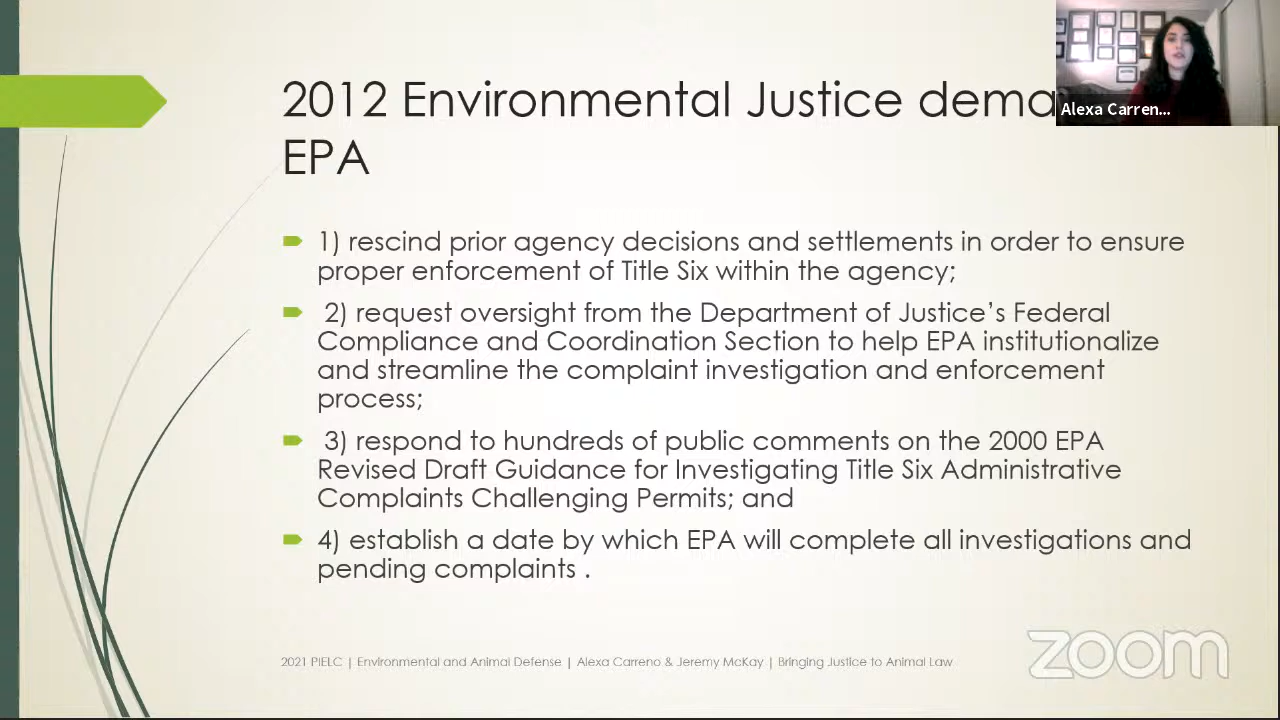 2012 Environmental Justice dema
EPA
Alexa Carren...
1) rescind prior agency decisions and settlements in order to ensure
proper enforcement of Title Six within the agency;
2) request oversight from the Department of Justice’s Federal
Compliance and Coordination Section to help EPA institutionalize
and streamline the complaint investigation and enforcement
process;
3) respond to hundreds of public comments on the 2000 EPA
Revised Draft Guidance for Investigating Title Six Administrative
Complaints Challenging Permits; and
4) establish a date by which EPA will complete all investigations and
pending complaints .
2021 PIELC | Environmental and Animal Defense | Alexa Carreno & Jeremy McKay | Bringing Justice to Animal Law
zoom